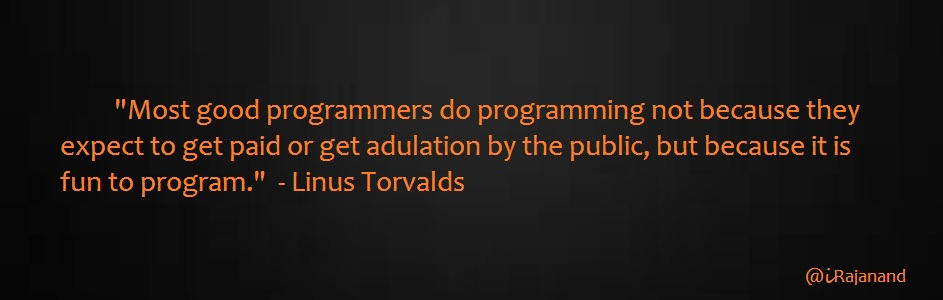 "Most good programmers do programming not because they
expect to get paid or get adulation by the public, but because it is
fun to program."  - Linus Torvalds
@iRajanand